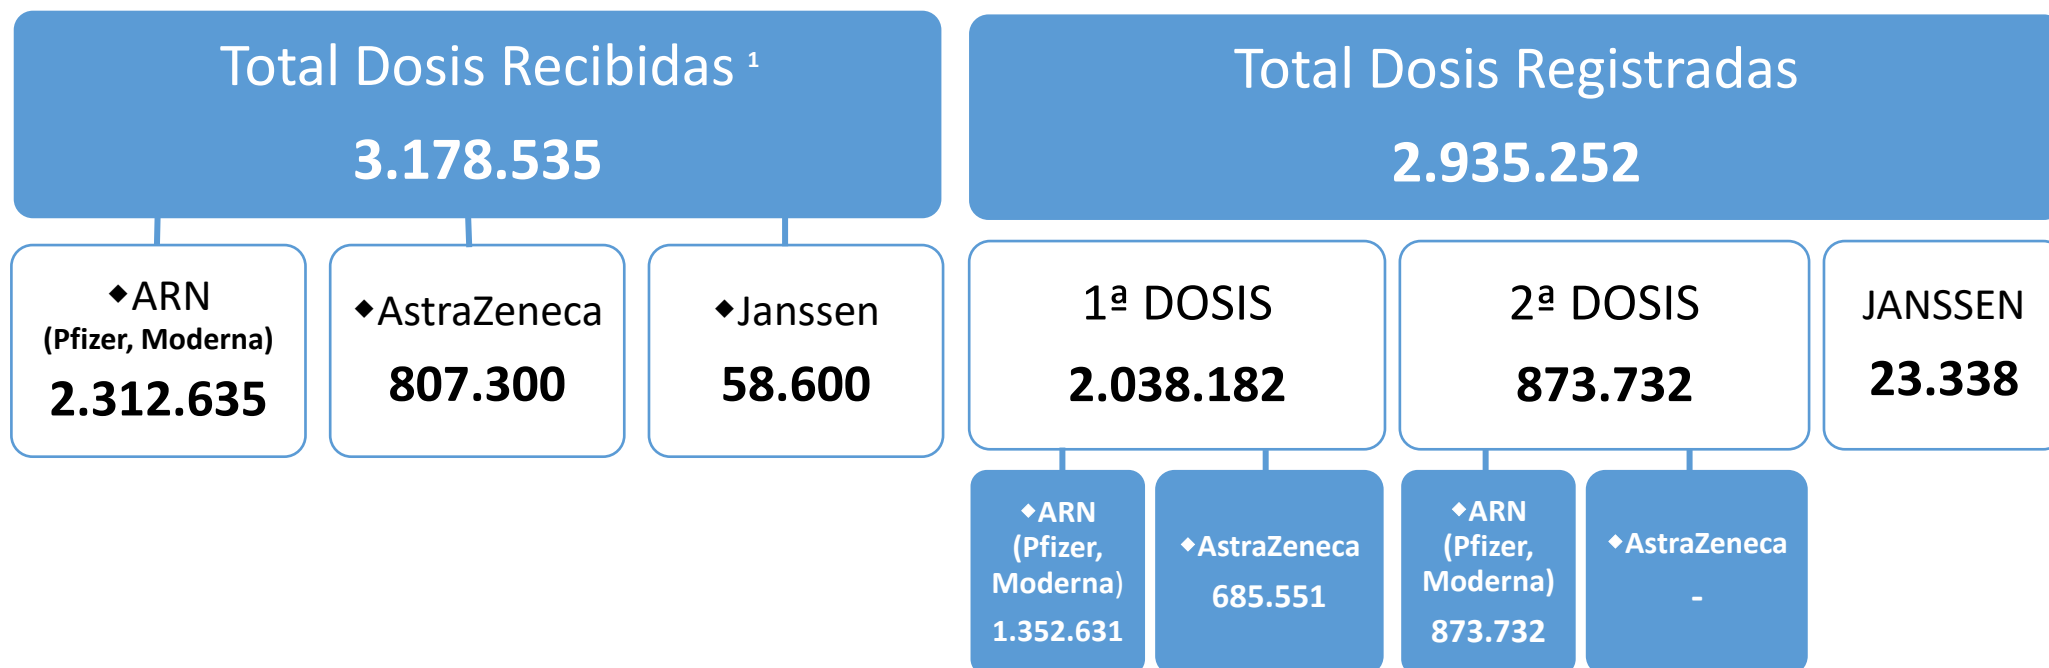 Total Dosis Recibidas 1
3.178.535
◆ARN
(Pfizer, Moderna)
2.312.635
◆AstraZeneca
807.300
◆Janssen
58.600
Total Dosis Registradas
2.935.252
1ª DOSIS
2.038.182
◆ARN
(Pfizer,
Moderna)
1.352.631
◆AstraZeneca
685.551
2ª DOSIS
873.732
◆ARN
(Pfizer,
Moderna)
873.732
◆AstraZeneca
-
JANSSEN
23.338